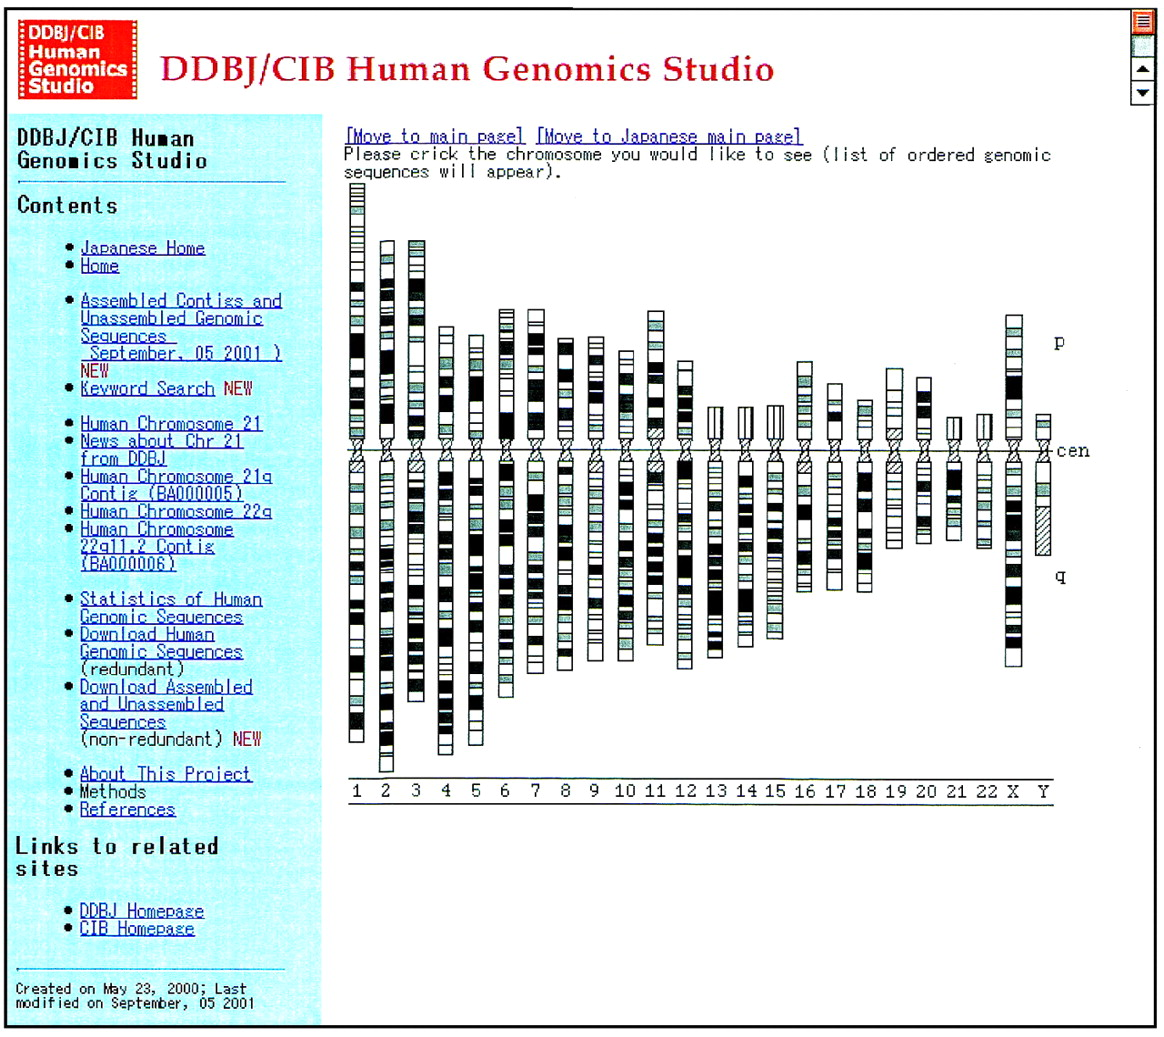 DDBJ/CIB
Human
Genomics
Studio
DDBJ/CIB Human Genomics Studio
DDBJ/CIB Human
Genomics Studio
Contents
Japanese Home
Home
Assembled Contigs and
Unassembled Genomic
Sequences
September, 05 2001 )
NEW
Keyword Search NEW
Human Chromosome 21
News about Chr 21
from DDBJ
Human Chromosome 21q
Contig (BA000005)
Human Chromosome 22q
Human Chromosome
22q11.2 Contig
(BA000006)
Statistics of Human
Genomic Sequences
Download Human
Genomic Sequences
(redundant)
Download Assembled
and Unassembled
Sequences
(non-redundant) NEW
About This Project
Methods
References
Links to related
sites
DDBJ Homepage
CIB Homepage
Created on May 23, 2000; Last
modified on September, 05 2001
[Move to main page] [Move to Japanese main page]
Please crick the chromosome you would like to see (list of ordered genomic
sequences will appear).
p
cen
q
1 2 3 4 5 6 7 8 9 10 11 12 13 14 15 16 17 18 19 20 21 22 X Y